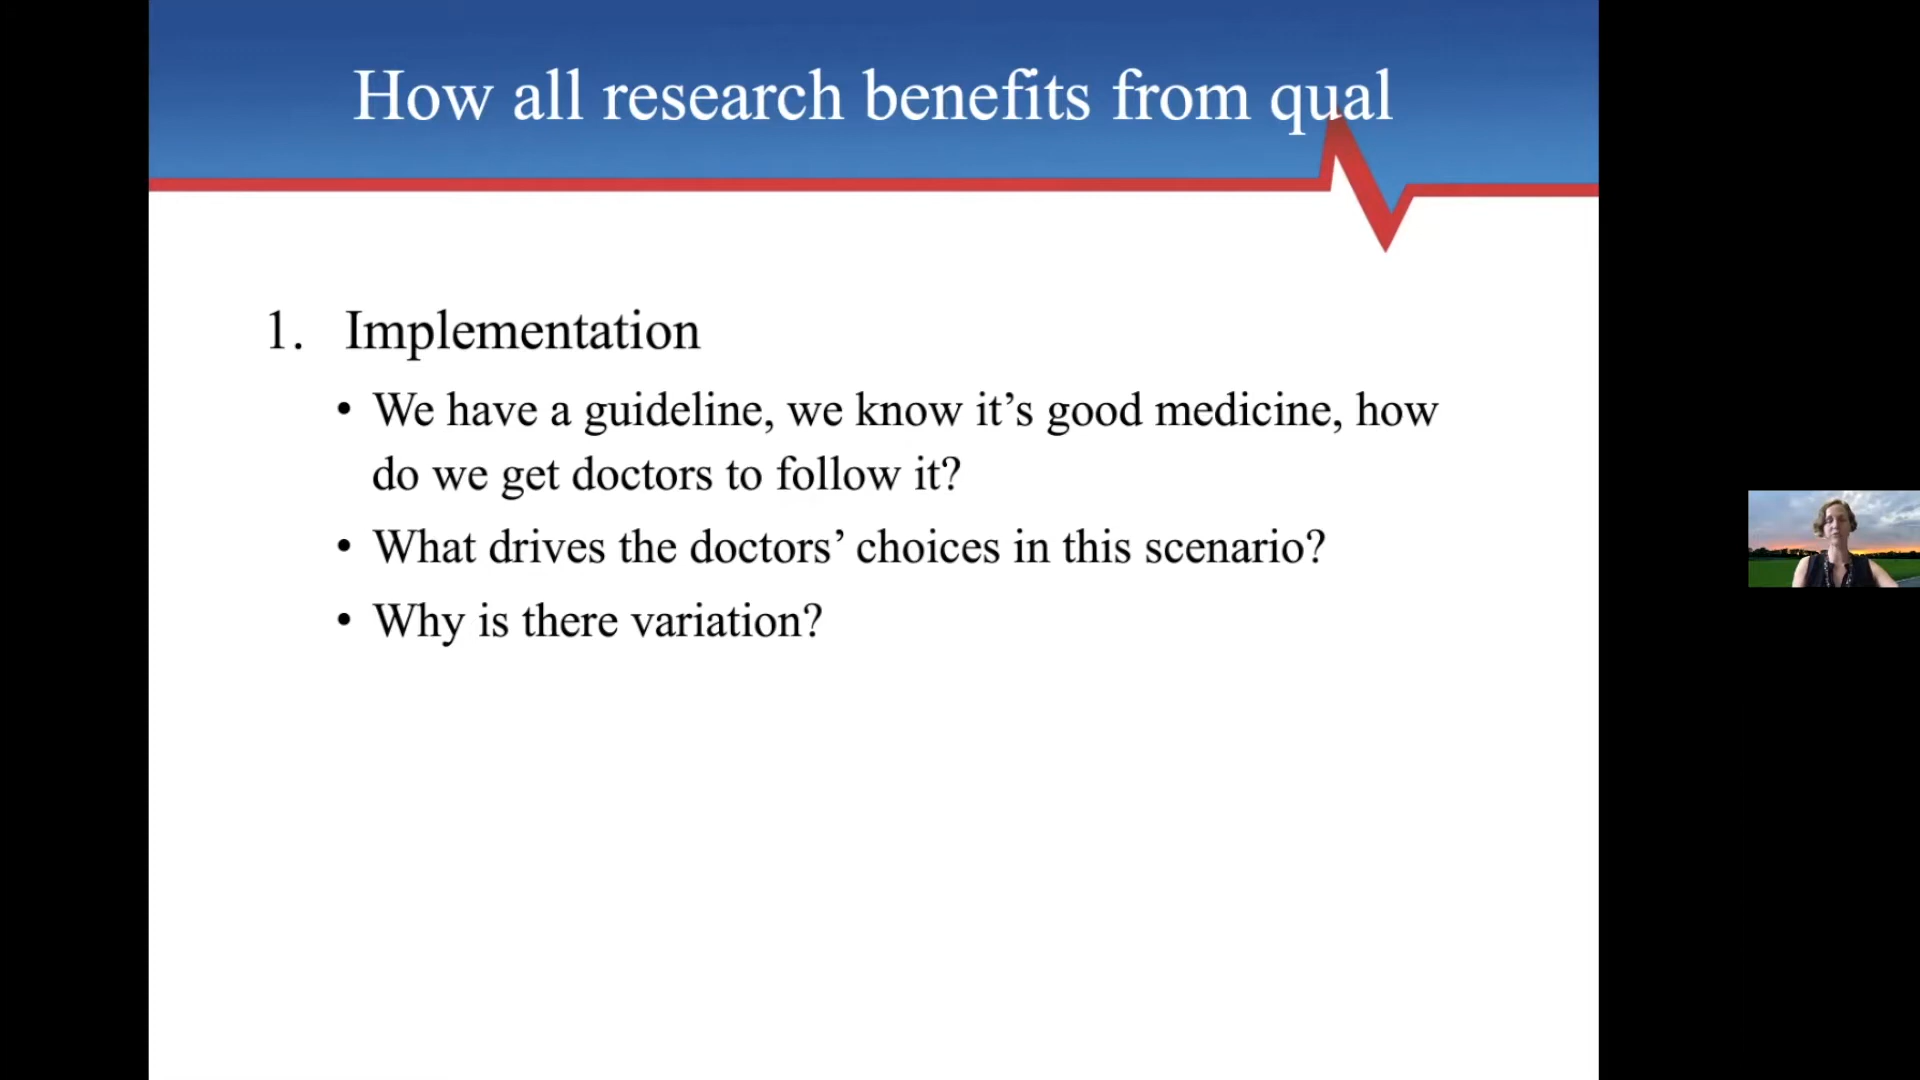 How all research benefits from qual
1. Implementation
• We have a guideline, we know it’s good medicine, how
do we get doctors to follow it?
• What drives the doctors’ choices in this scenario?
• Why is there variation?